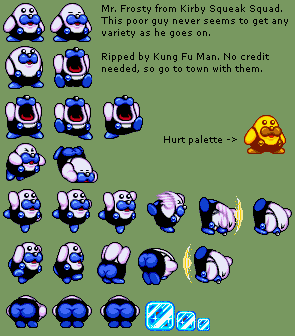 Mr. Frosty from Kirby Squeak Squad.
This poor guy never seems to get any
variety as he goes on.
Ripped by Kung Fu Man. No credit
needed, so go to town with them.
Hurt palette ->